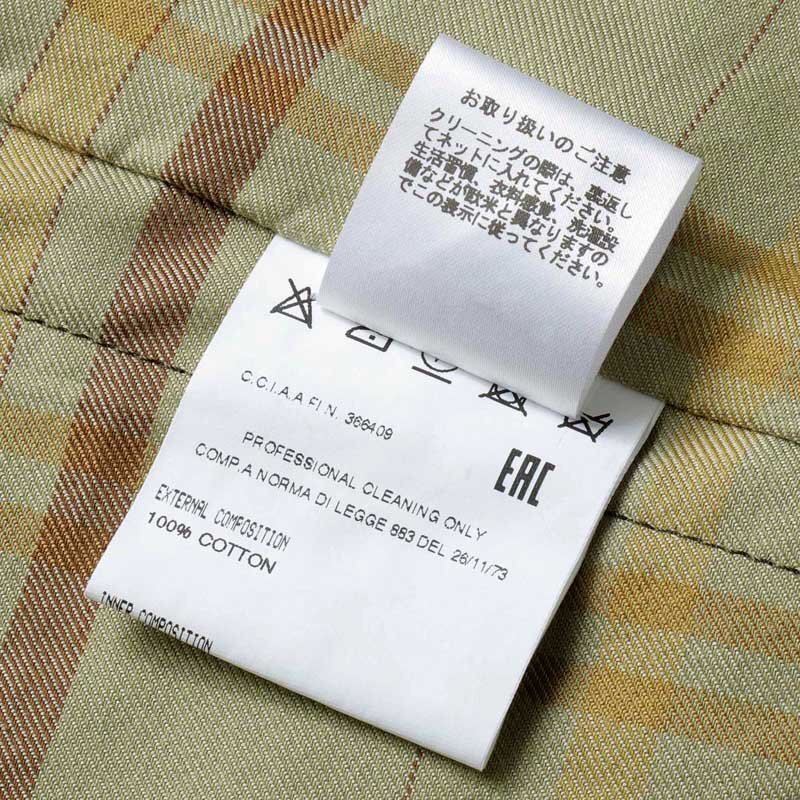 お取り扱いのご注意
クリーニングの際は、裏返し
てネットに入れてください。
生活習慣、衣料感覚、洗濯設
備などが欧米と異なりますの
でこの表示に従ってください。
C.C.I.A.A FI N. 366409
PROFESSIONAL CLEANING ONLY
COMP.A NORMA DI LEGGE 883 DEL 26/11/73
EAC
EXTERNAL COMPOSITION
100% COTTON
INNER COMPOSITION